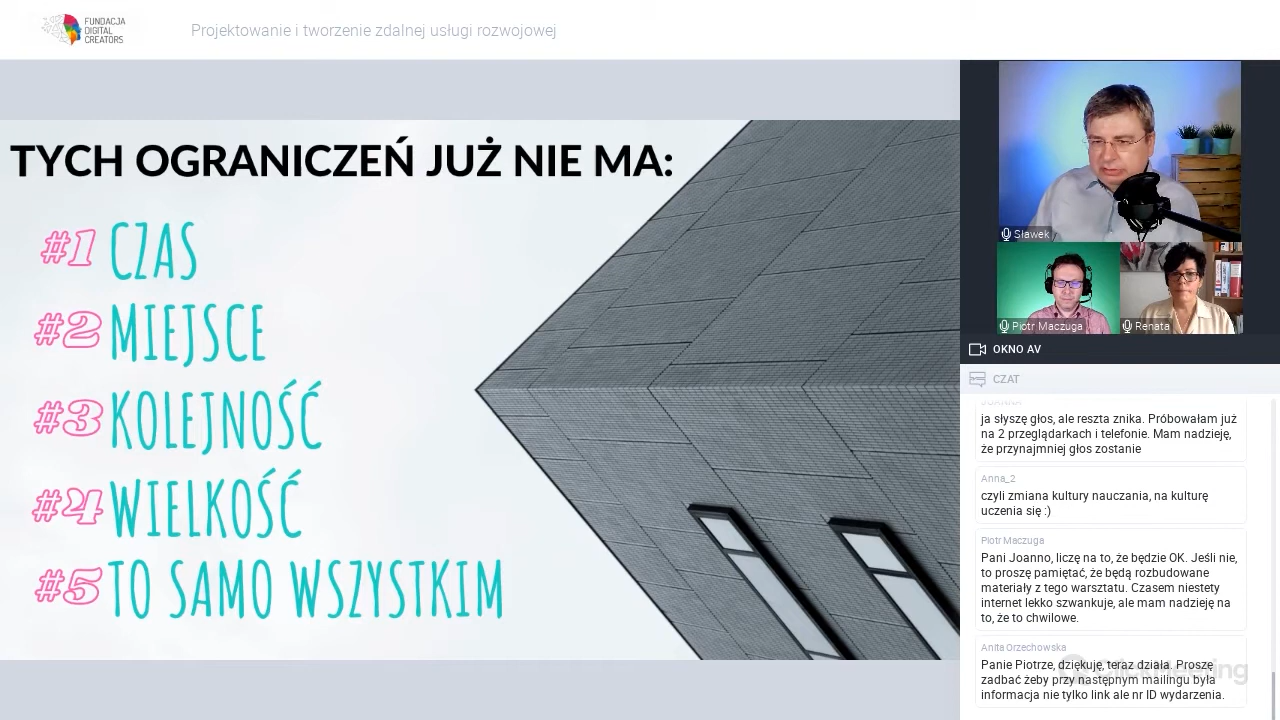 FUNDACJA
DIGITAL
CREATORS
Projektowanie i tworzenie zdalnej usługi rozwojowej
TYCH OGRANICZEŃ JUŻ NIE MA:
#1 CZAS
#2 MIEJSCE
#3 KOLEJNOŚĆ
#4 WIELKOŚĆ
#5 TO SAMO WSZYSTKIM
Sławek
Piotr Maczuga
Renata
OKNO AV
CZAT
JOANNA
ja słyszę głos, ale reszta znika. Próbowałam już
na 2 przeglądarkach i telefonie. Mam nadzieję,
że przynajmniej głos zostanie
Anna_2
czyli zmiana kultury nauczania, na kulturę
uczenia się :)
Piotr Maczuga
Pani Joanno, liczę na to, że będzie OK. Jeśli nie,
to proszę pamiętać, że będą rozbudowane
materiały z tego warsztatu. Czasem niestety
internet lekko szwankuje, ale mam nadzieję na
to, że to chwilowe.
Anita Orzechowska
Panie Piotrze, dziękuję, teraz działa. Proszę
zadbać żeby przy następnym mailingu była
informacja nie tylko link ale nr ID wydarzenia.
ClickMeeting